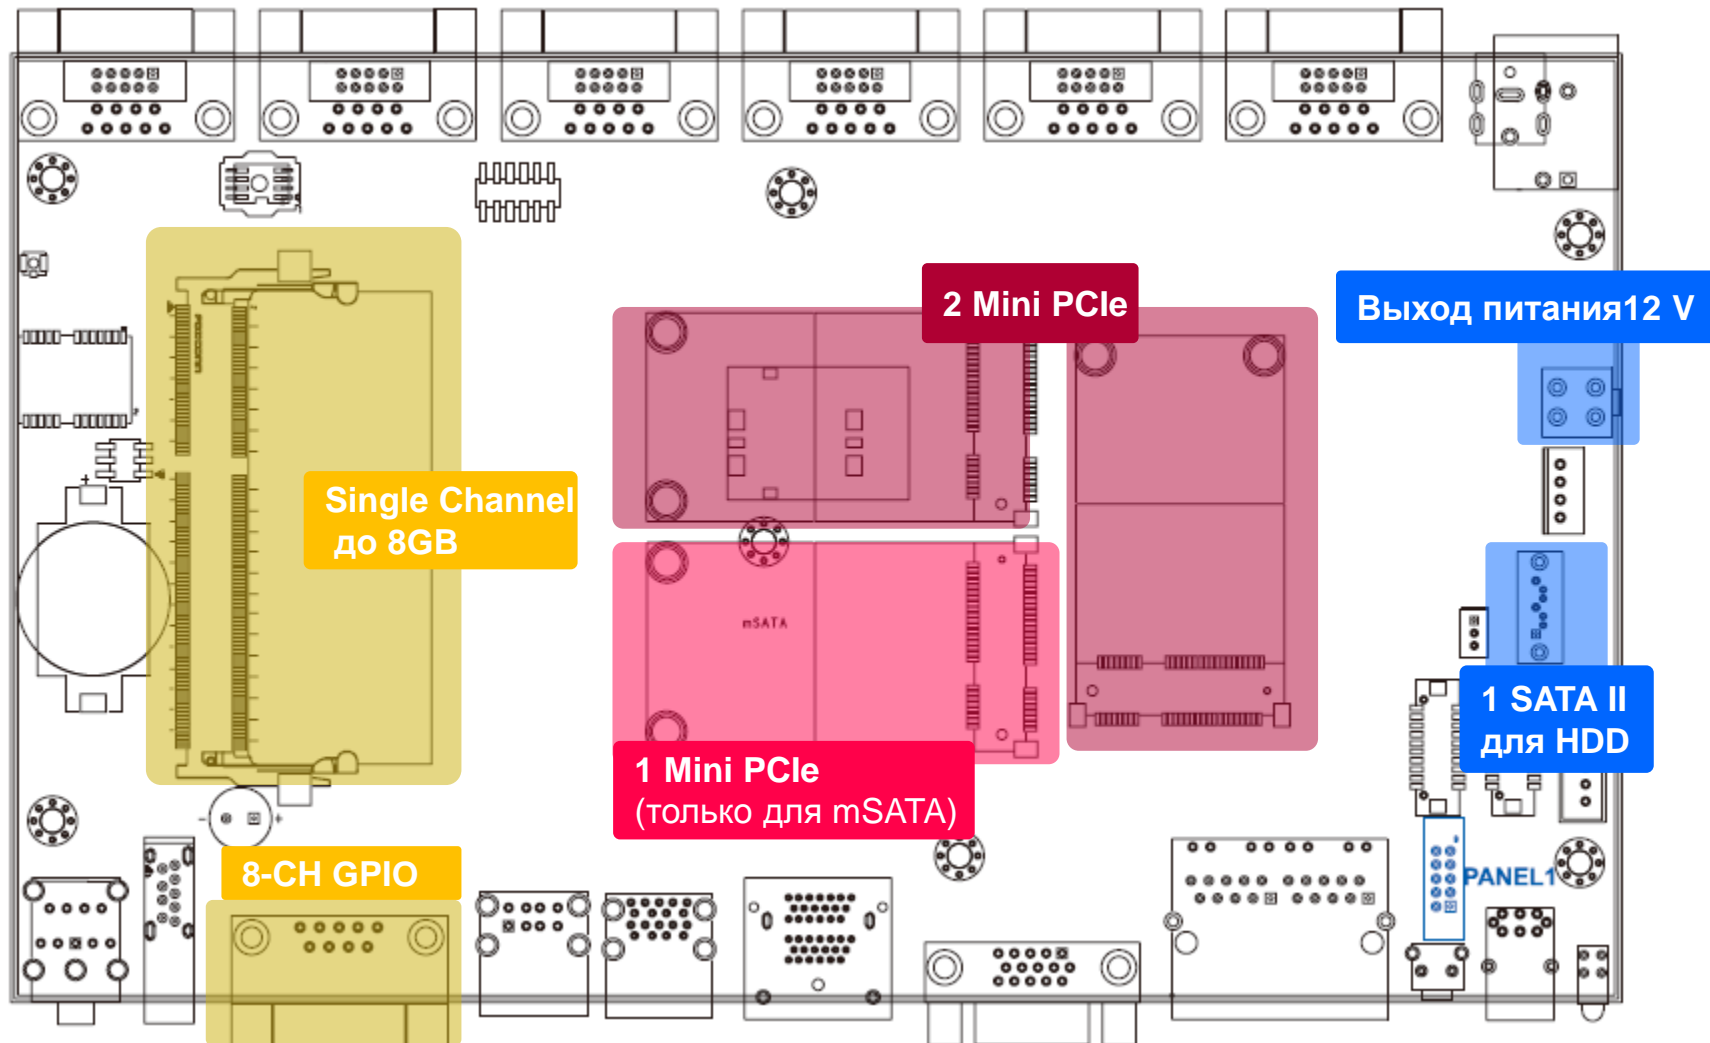 2 Mini PCIe
Выход питания12 V
FOXCONN
Single Channel
до 8GB
mSATA
1 SATA II
для HDD
1 Mini PCIe
(только для mSATA)
8-CH GPIO
PANEL1